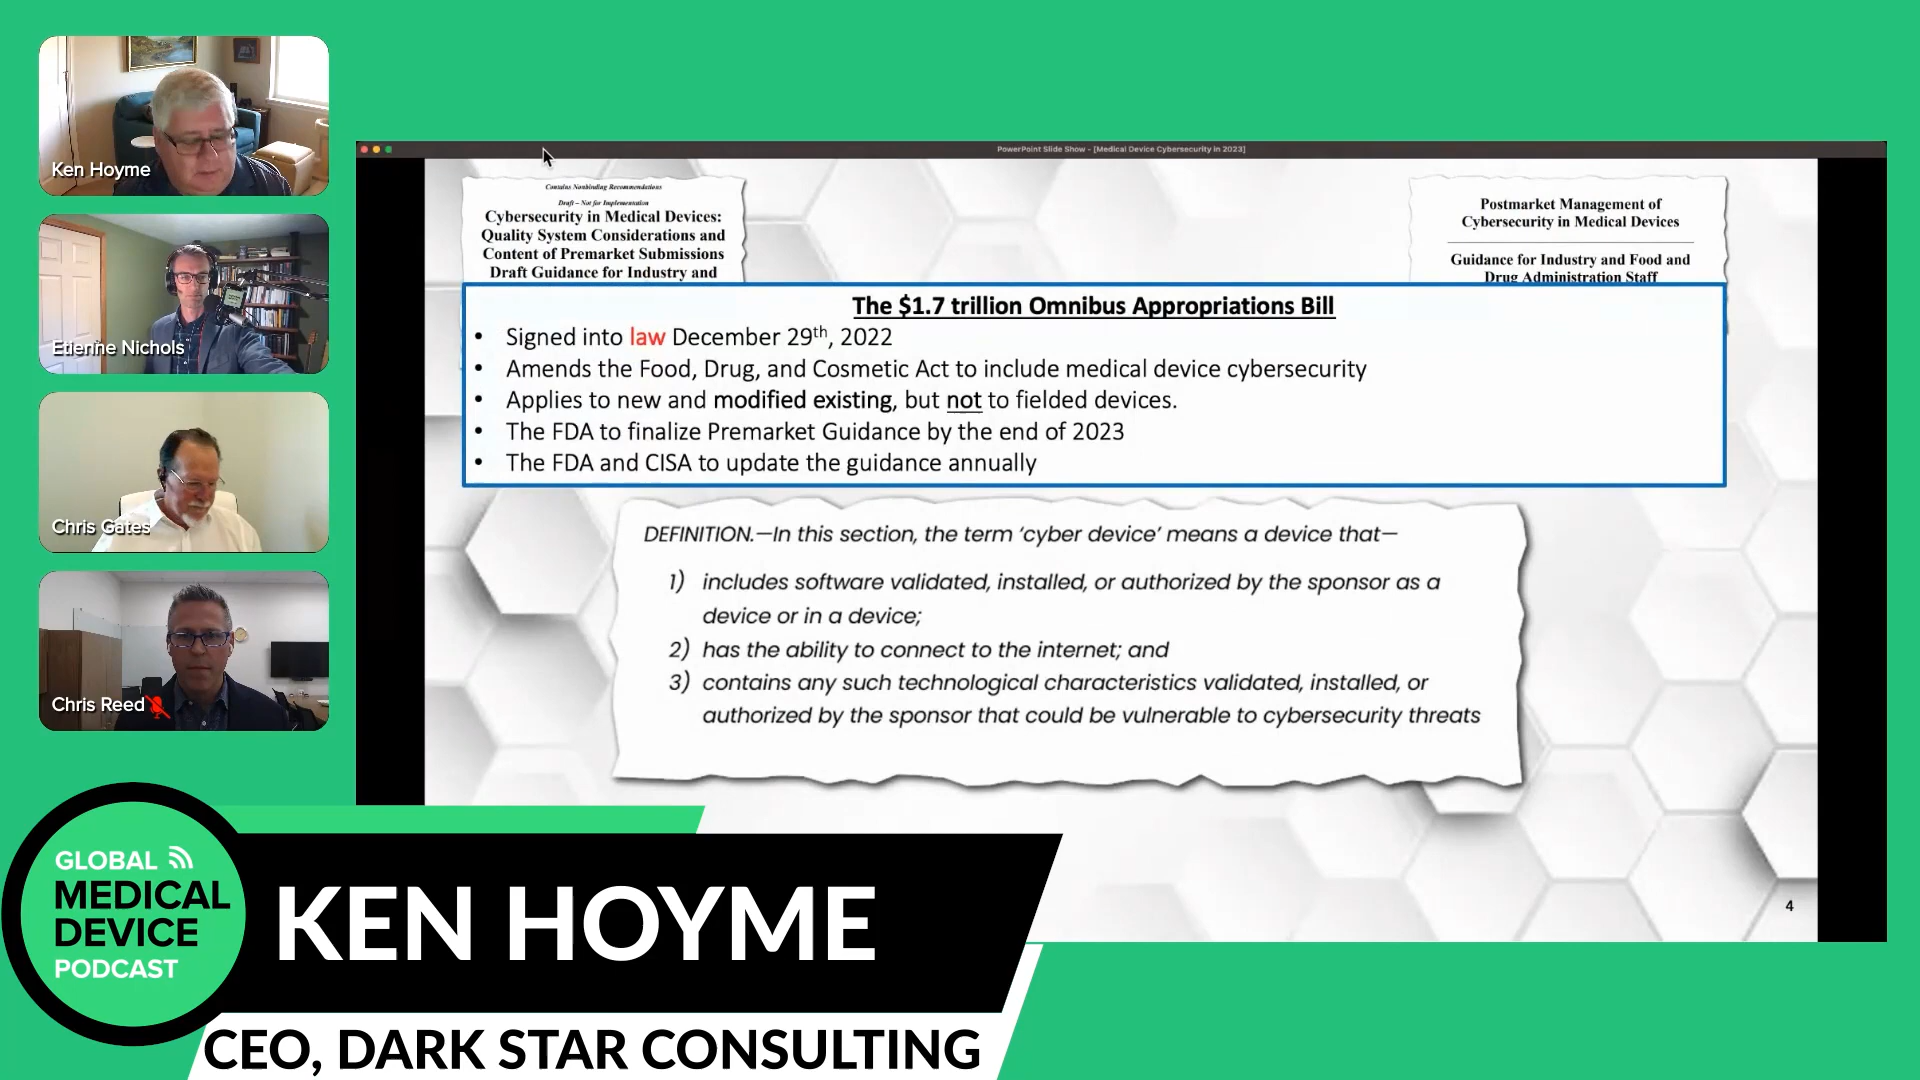 Ken Hoyme
Etienne Nichols
Chris Gates
Chris Reed
PowerPoint Slide Show - [Medical Device Cybersecurity in 2023]
Contains Nonbinding Recommendations
Draft – Not for Implementation
Cybersecurity in Medical Devices:
Quality System Considerations and
Content of Premarket Submissions
Draft Guidance for Industry and
Postmarket Management of
Cybersecurity in Medical Devices
Guidance for Industry and Food and
Drug Administration Staff
The $1.7 trillion Omnibus Appropriations Bill
• Signed into law December 29th, 2022
• Amends the Food, Drug, and Cosmetic Act to include medical device cybersecurity
• Applies to new and modified existing, but not to fielded devices.
• The FDA to finalize Premarket Guidance by the end of 2023
• The FDA and CISA to update the guidance annually
DEFINITION.—In this section, the term ‘cyber device’ means a device that—
1) includes software validated, installed, or authorized by the sponsor as a
device or in a device;
2) has the ability to connect to the internet; and
3) contains any such technological characteristics validated, installed, or
authorized by the sponsor that could be vulnerable to cybersecurity threats
4
GLOBAL
MEDICAL
DEVICE
PODCAST
KEN HOYME
CEO, DARK STAR CONSULTING